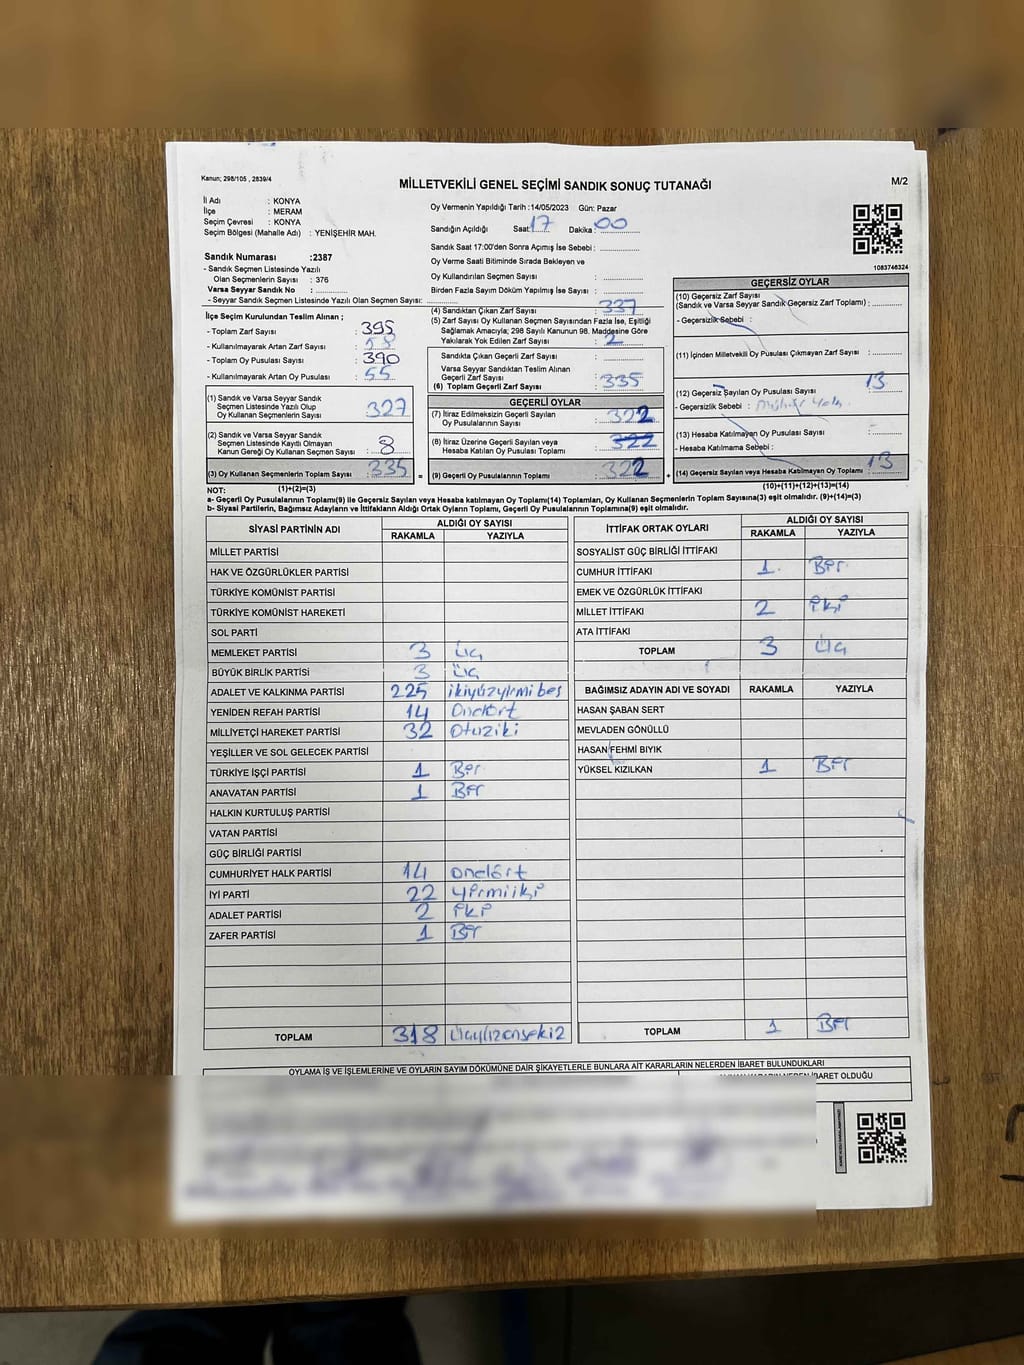 Kanun; 298/105 , 2839/4
MİLLETVEKİLİ GENEL SEÇİMİ SANDIK SONUÇ TUTANAĞI
M/2
İl Adı : KONYA
İlçe : MERAM
Seçim Çevresi : KONYA
Seçim Bölgesi (Mahalle Adı) : YENİŞEHİR MAH.
Sandık Numarası :2387
- Sandık Seçmen Listesinde Yazılı
Olan Seçmenlerin Sayısı : 376
Varsa Seyyar Sandık No :
- Seyyar Sandık Seçmen Listesinde Yazılı Olan Seçmen Sayısı:
Oy Vermenin Yapıldığı Tarih :14/05/2023 Gün: Pazar
Sandığın Açıldığı Saat: 17 Dakika: 00
Sandık Saat 17:00'den Sonra Açımış İse Sebebi :
Oy Verme Saati Bitiminde Sırada Bekleyen ve
Oy Kullandırılan Seçmen Sayısı :
Birden Fazla Sayım Döküm Yapılmış İse Sayısı :
1083746324
İlçe Seçim Kurulundan Teslim Alınan ;
- Toplam Zarf Sayısı : 395
- Kullanılmayarak Artan Zarf Sayısı : 58
- Toplam Oy Pusulası Sayısı : 390
- Kullanılmayarak Artan Oy Pusulası : 55
(1) Sandık ve Varsa Seyyar Sandık
Seçmen Listesinde Yazılı Olup
Oy Kullanan Seçmenlerin Sayısı : 327
(2) Sandık ve Varsa Seyyar Sandık
Seçmen Listesinde Kayıtlı Olmayan
Kanun Gereği Oy Kullanan Seçmen Sayısı : 8
(3) Oy Kullanan Seçmenlerin Toplam Sayısı : 335
(1)+(2)=(3)
(4) Sandıktan Çıkan Zarf Sayısı : 337
(5) Zarf Sayısı Oy Kullanan Seçmen Sayısından Fazla İse, Eşitliği
Sağlamak Amacıyla; 298 Sayılı Kanunun 98. Maddesine Göre
Yakılarak Yok Edilen Zarf Sayısı : 2
Sandıkta Çıkan Geçerli Zarf Sayısı :
Varsa Seyyar Sandıktan Teslim Alınan
Geçerli Zarf Sayısı :
(6) Toplam Geçerli Zarf Sayısı : 335
GEÇERLİ OYLAR
(7) İtiraz Edilmeksizin Geçerli Sayılan
Oy Pusulalarının Sayısı : 322
(8) İtiraz Üzerine Geçerli Sayılan veya
Hesaba Katılan Oy Toplamı : 322
(9) Geçerli Oy Pusulalarının Toplamı : 322
GEÇERSİZ OYLAR
(10) Geçersiz Zarf Sayısı
(Sandık ve Varsa Seyyar Sandık Geçersiz Zarf Toplamı) :
- Geçersizlik Sebebi :
(11) İçinden Milletvekili Oy Pusulası Çıkmayan Zarf Sayısı :
(12) Geçersiz Sayılan Oy Pusulası Sayısı : 13
- Geçersizlik Sebebi :
(13) Hesaba Katılmayan Oy Pusulası Sayısı :
- Hesaba Katılmama Sebebi :
(14) Geçersiz Sayılan veya Hesaba Katılmayan Oy Toplamı : 13
(10)+(11)+(12)+(13)=(14)
NOT:
a- Geçerli Oy Pusulalarının Toplamı(9) ile Geçersiz Sayılan veya Hesaba katılmayan Oy Toplamı(14) Toplamları, Oy Kullanan Seçmenlerin Toplam Sayısına(3) eşit olmalıdır. (9)+(14)=(3)
b- Siyasi Partilerin, Bağımsız Adayların ve İttifakların Aldığı Ortak Oyların Toplamı, Geçerli Oy Pusulalarının Toplamına(9) eşit olmalıdır.
SİYASİ PARTİNİN ADI ALDIĞI OY SAYISI
RAKAMLA YAZIYLA
MİLLET PARTİSİ
HAK VE ÖZGÜRLÜKLER PARTİSİ
TÜRKİYE KOMÜNİST PARTİSİ
TÜRKİYE KOMÜNİST HAREKETİ
SOL PARTİ
MEMLEKET PARTİSİ 3 üç
BÜYÜK BİRLİK PARTİSİ 3 üç
ADALET VE KALKINMA PARTİSİ 225 ikiyüzyirmi beş
YENİDEN REFAH PARTİSİ 14 Ondört
MİLLİYETÇİ HAREKET PARTİSİ 32 Otuziki
YEŞİLLER VE SOL GELECEK PARTİSİ
TÜRKİYE İŞÇİ PARTİSİ 1 Bir
ANAVATAN PARTİSİ 1 Bir
HALKIN KURTULUŞ PARTİSİ
VATAN PARTİSİ
GÜÇ BİRLİĞİ PARTİSİ
CUMHURİYET HALK PARTİSİ 14 ondört
İYİ PARTİ 22 yirmiiki
ADALET PARTİSİ 2 iki
ZAFER PARTİSİ 1 Bir
TOPLAM 318 üçyüzonsekiz
İTTİFAK ORTAK OYLARI ALDIĞI OY SAYISI
RAKAMLA YAZIYLA
SOSYALİST GÜÇ BİRLİĞİ İTTİFAKI
CUMHUR İTTİFAKI 1 Bir
EMEK VE ÖZGÜRLÜK İTTİFAKI
MİLLET İTTİFAKI 2 iki
ATA İTTİFAKI
TOPLAM 3 üç
BAĞIMSIZ ADAYIN ADI VE SOYADI RAKAMLA YAZIYLA
HASAN ŞABAN SERT
MEVLADEN GÖNÜLLÜ
HASAN FEHMİ BIYIK
YÜKSEL KIZILKAN 1 Bir
TOPLAM 1 Bir
OYLAMA İŞ VE İŞLEMLERİNE VE OYLARIN SAYIM DÖKÜMÜNE DAİR ŞİKAYETLERLE BUNLARA AİT KARARLARIN NELERDEN İBARET BULUNDUKLARI
İBARET OLDUĞU